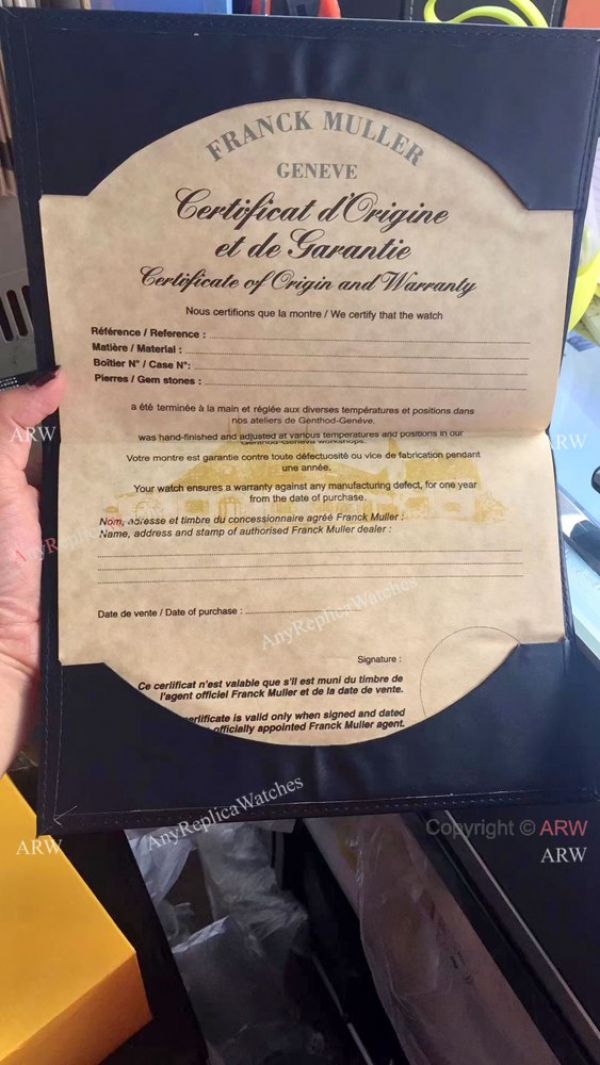 FRANCK MULLER
GENEVE
Certificat d'Origine
et de Garantie
Certificate of Origin and Warranty
Nous certifions que la montre / We certify that the watch
Référence / Reference :
Matière / Material :
Boîtier N° / Case N°:
Pierres / Gem stones :
a été terminée à la main et réglée aux diverses températures et positions dans
nos ateliers de Genthod-Genève.
was hand-finished and adjusted at various temperatures and positions in our
Genthod-Geneva workshops.
Votre montre est garantie contre toute défectuosité ou vice de fabrication pendant
une année.
Your watch ensures a warranty against any manufacturing defect, for one year
from the date of purchase.
Nom, adresse et timbre du concessionnaire agréé Franck Muller :
Name, address and stamp of authorised Franck Muller dealer :
Date de vente / Date of purchase :
Signature :
Ce certificat n'est valable que s'il est muni du timbre de
l'agent officiel Franck Muller et de la date de vente.
certificate is valid only when signed and dated
officially appointed Franck Muller agent.
ARW
ARW
AnyR
ARW
AnyReplicaWatches
AnyReplicaWatches
Copyright © ARW
ARW
ARW